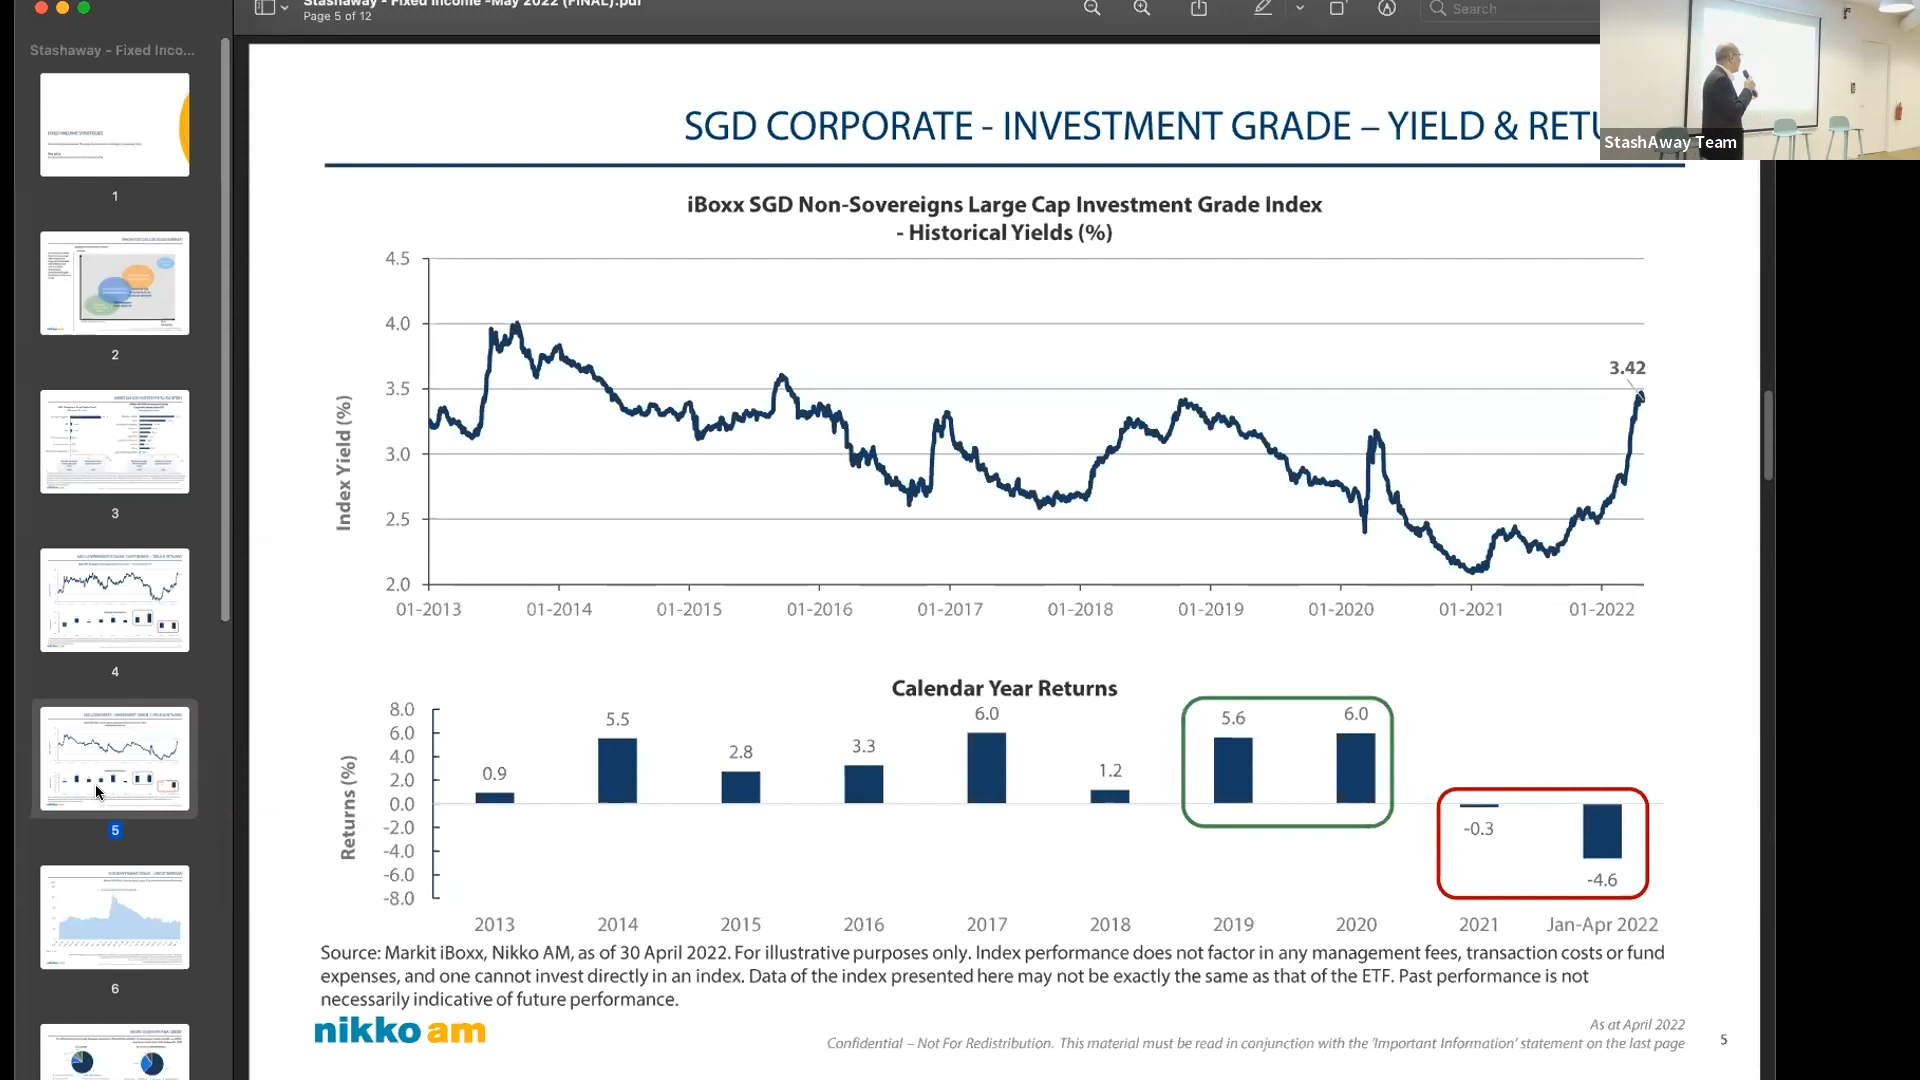 Stashaway - Fixed Income -May 2022 (FINAL).pdf
Page 5 of 12
Search
Stashaway - Fixed Inco...
1
2
3
4
5
6
StashAway Team
SGD CORPORATE - INVESTMENT GRADE – YIELD &
iBoxx SGD Non-Sovereigns Large Cap Investment Grade Index
- Historical Yields (%)
Index Yield (%)
4.5
4.0
3.5
3.0
2.5
2.0
3.42
01-2013 01-2014 01-2015 01-2016 01-2017 01-2018 01-2019 01-2020 01-2021 01-2022
Calendar Year Returns
Returns (%)
8.0
6.0
4.0
2.0
0.0
-2.0
-4.0
-6.0
-8.0
0.9 5.5 2.8 3.3 6.0 1.2 5.6 6.0 -0.3 -4.6
2013 2014 2015 2016 2017 2018 2019 2020 2021 Jan-Apr 2022
Source: Markit iBoxx, Nikko AM, as of 30 April 2022. For illustrative purposes only. Index performance does not factor in any management fees, transaction costs or fund
expenses, and one cannot invest directly in an index. Data of the index presented here may not be exactly the same as that of the ETF. Past performance is not
necessarily indicative of future performance.
nikko am
As at April 2022
Confidential – Not For Redistribution. This material must be read in conjunction with the 'Important Information' statement on the last page
5